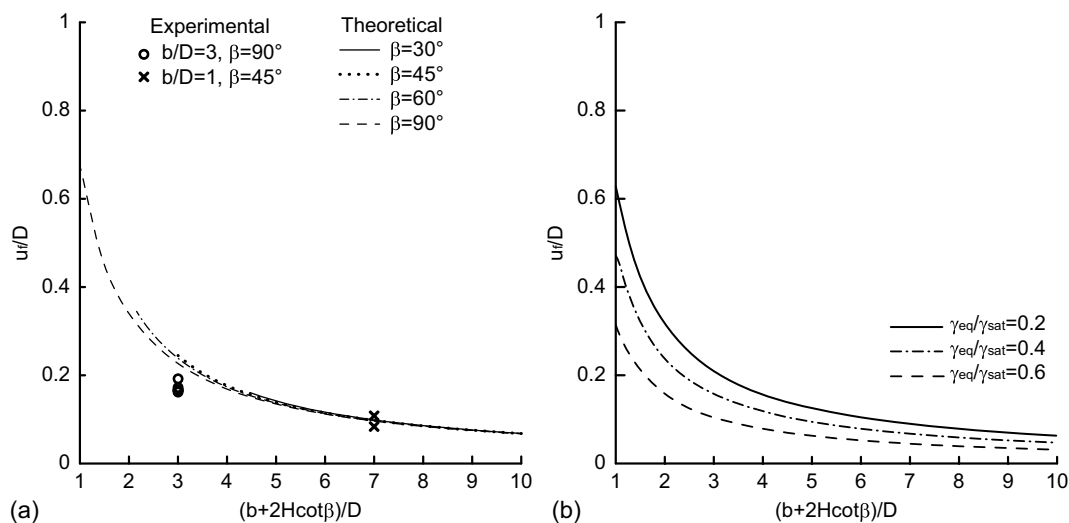 Experimental
b/D=3, β=90°
b/D=1, β=45°
Theoretical
β=30°
β=45°
β=60°
β=90°
1
0.8
0.6
0.4
0.2
0
uf/D
1 2 3 4 5 6 7 8 9 10
(a) (b+2Hcotβ)/D
1
0.8
0.6
0.4
0.2
0
uf/D
γeq/γsat=0.2
γeq/γsat=0.4
γeq/γsat=0.6
1 2 3 4 5 6 7 8 9 10
(b) (b+2Hcotβ)/D